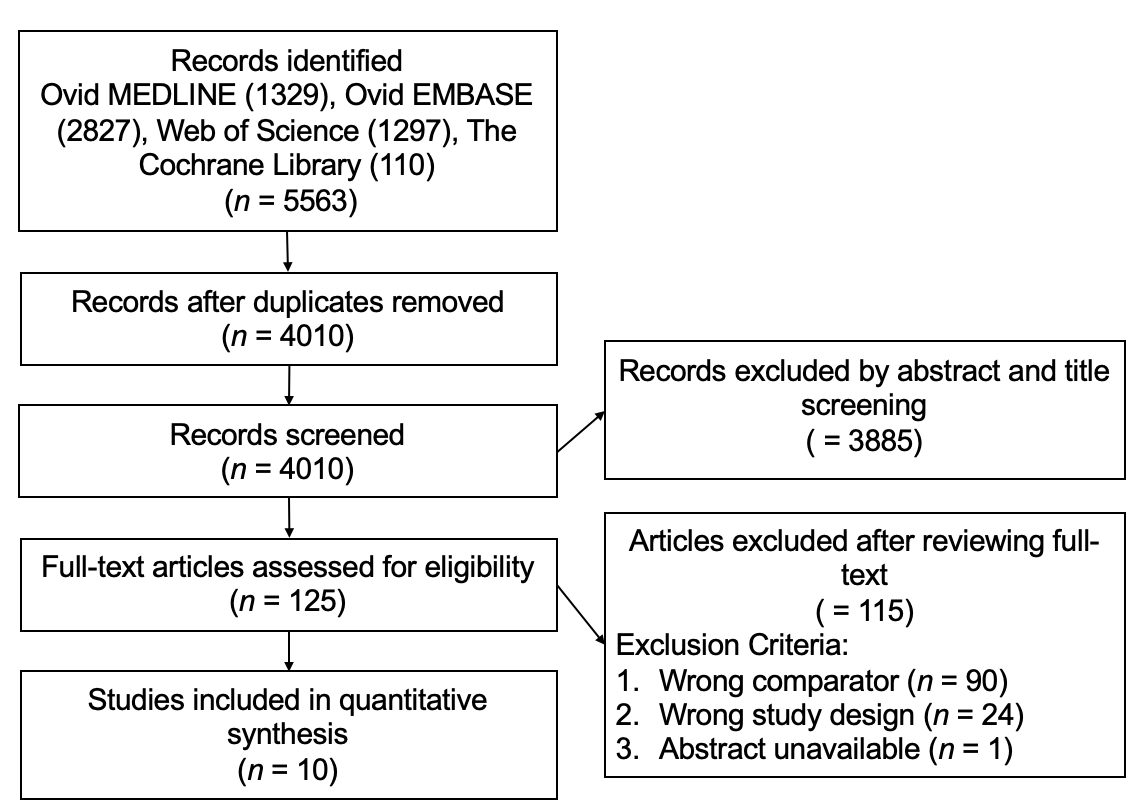 Records identified
Ovid MEDLINE (1329), Ovid EMBASE
(2827), Web of Science (1297), The
Cochrane Library (110)
(n = 5563)
Records after duplicates removed
(n = 4010)
Records screened
(n = 4010)
Records excluded by abstract and title
screening
( = 3885)
Full-text articles assessed for eligibility
(n = 125)
Articles excluded after reviewing full-
text
( = 115)
Exclusion Criteria:
1. Wrong comparator (n = 90)
2. Wrong study design (n = 24)
3. Abstract unavailable (n = 1)
Studies included in quantitative
synthesis
(n = 10)